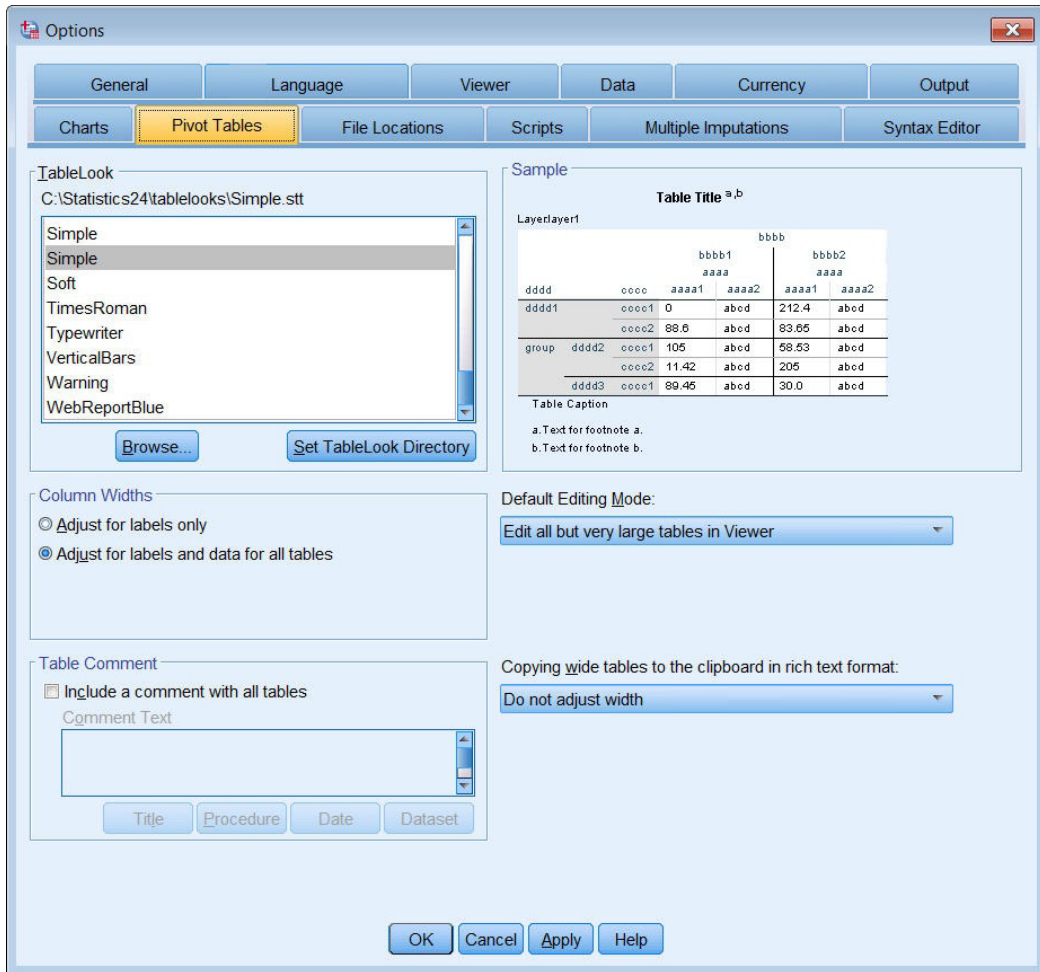 Options
General Language Viewer Data Currency Output
Charts Pivot Tables File Locations Scripts Multiple Imputations Syntax Editor
TableLook
C:\Statistics24\tablelooks\Simple.stt
Simple
Simple
Soft
TimesRoman
Typewriter
VerticalBars
Warning
WebReportBlue
Browse... Set TableLook Directory
Sample
Table Title a,b
Layer:layer1
bbbb
bbbb1 bbbb2
aaaa aaaa
dddd cccc aaaa1 aaaa2 aaaa1 aaaa2
dddd1 cccc1 0 abcd 212.4 abcd
cccc2 88.6 abcd 83.65 abcd
group dddd2 cccc1 105 abcd 58.53 abcd
cccc2 11.42 abcd 205 abcd
dddd3 cccc1 89.45 abcd 30.0 abcd
Table Caption
a.Text for footnote a.
b.Text for footnote b.
Column Widths
Adjust for labels only
Adjust for labels and data for all tables
Default Editing Mode:
Edit all but very large tables in Viewer
Table Comment
Include a comment with all tables
Comment Text
Title Procedure Date Dataset
Copying wide tables to the clipboard in rich text format:
Do not adjust width
OK Cancel Apply Help